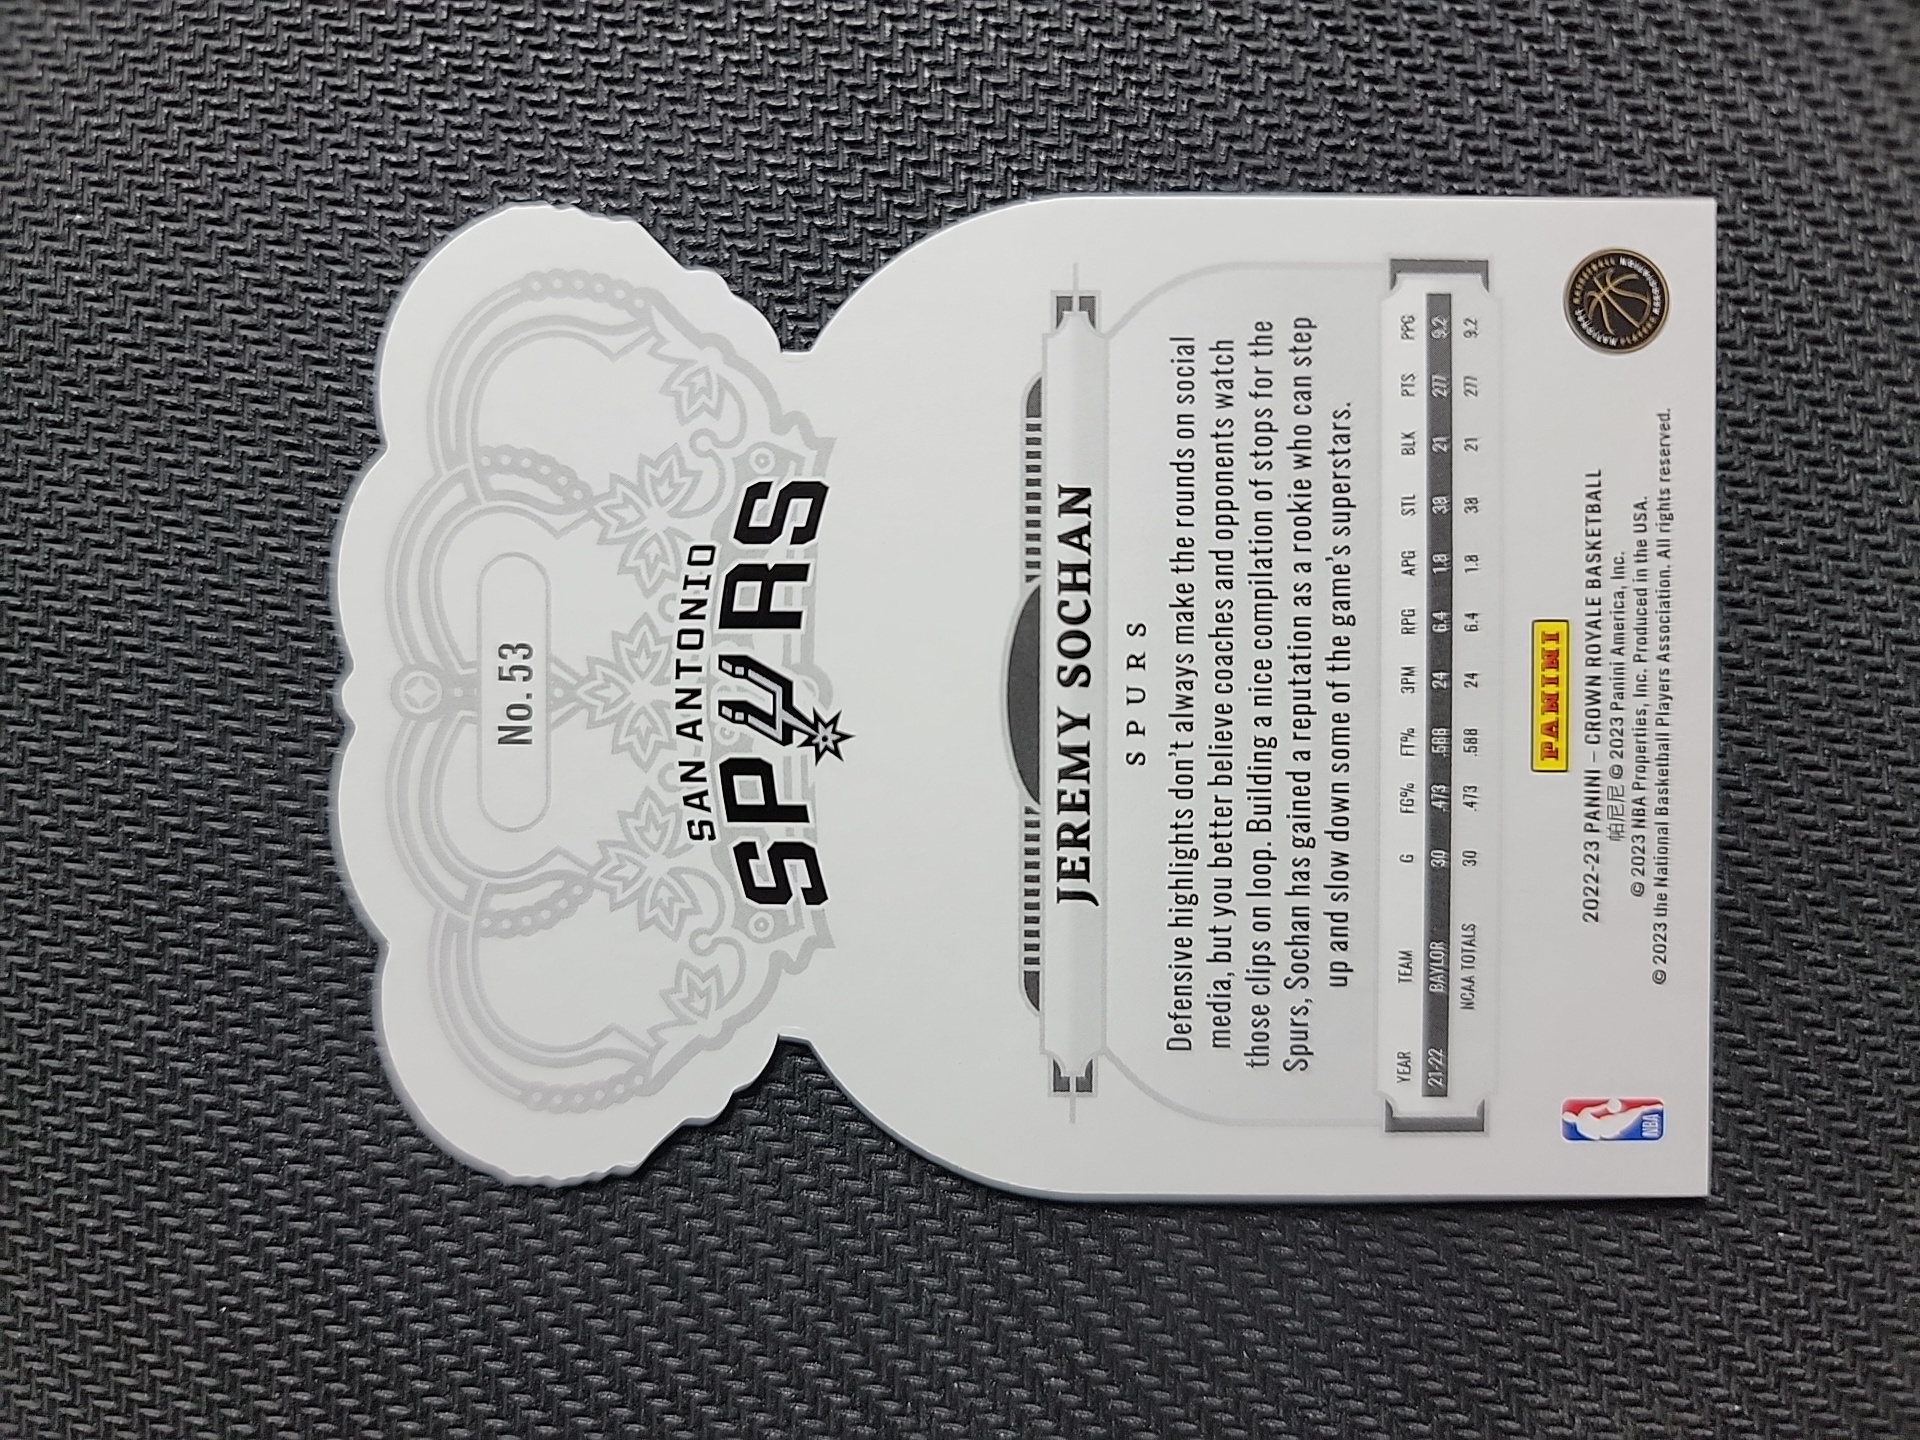 No. 53
SAN ANTONIO
SPURS
JEREMY SOCHAN
SPURS
Defensive highlights don't always make the rounds on social
media, but you better believe coaches and opponents watch
those clips on loop. Building a nice compilation of stops for the
Spurs, Sochan has gained a reputation as a rookie who can step
up and slow down some of the game's superstars.
YEAR TEAM G FG% FT% 3PM RPG APG STL BLK PTS PPG
21-22 BAYLOR 30 .473 .588 24 6.4 1.8 38 21 277 9.2
NCAA TOTALS 30 .473 .588 24 6.4 1.8 38 21 277 9.2
PANINI
NBA
2022-23 PANINI – CROWN ROYALE BASKETBALL
帕尼尼 © 2023 Panini America, Inc.
© 2023 NBA Properties, Inc. Produced in the USA.
© 2023 the National Basketball Players Association. All rights reserved.